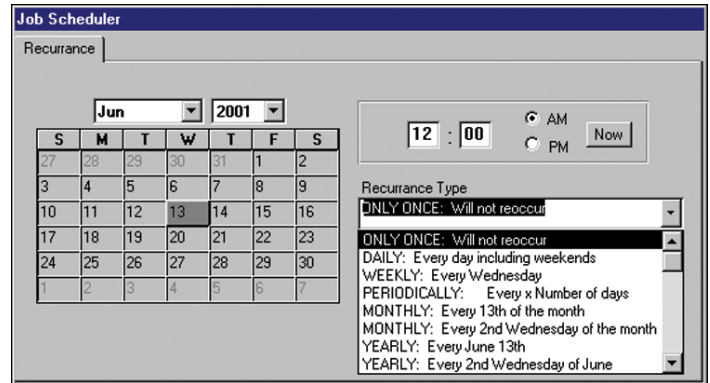 Job Scheduler
Recurrance
Jun 2001
S M T W T F S
27 28 29 30 31 1 2
3 4 5 6 7 8 9
10 11 12 13 14 15 16
17 18 19 20 21 22 23
24 25 26 27 28 29 30
1 2 3 4 5 6 7
12 : 00
AM
PM
Now
Recurrance Type
ONLY ONCE: Will not reoccur
ONLY ONCE: Will not reoccur
DAILY: Every day including weekends
WEEKLY: Every Wednesday
PERIODICALLY: Every x Number of days
MONTHLY: Every 13th of the month
MONTHLY: Every 2nd Wednesday of the month
YEARLY: Every June 13th
YEARLY: Every 2nd Wednesday of June